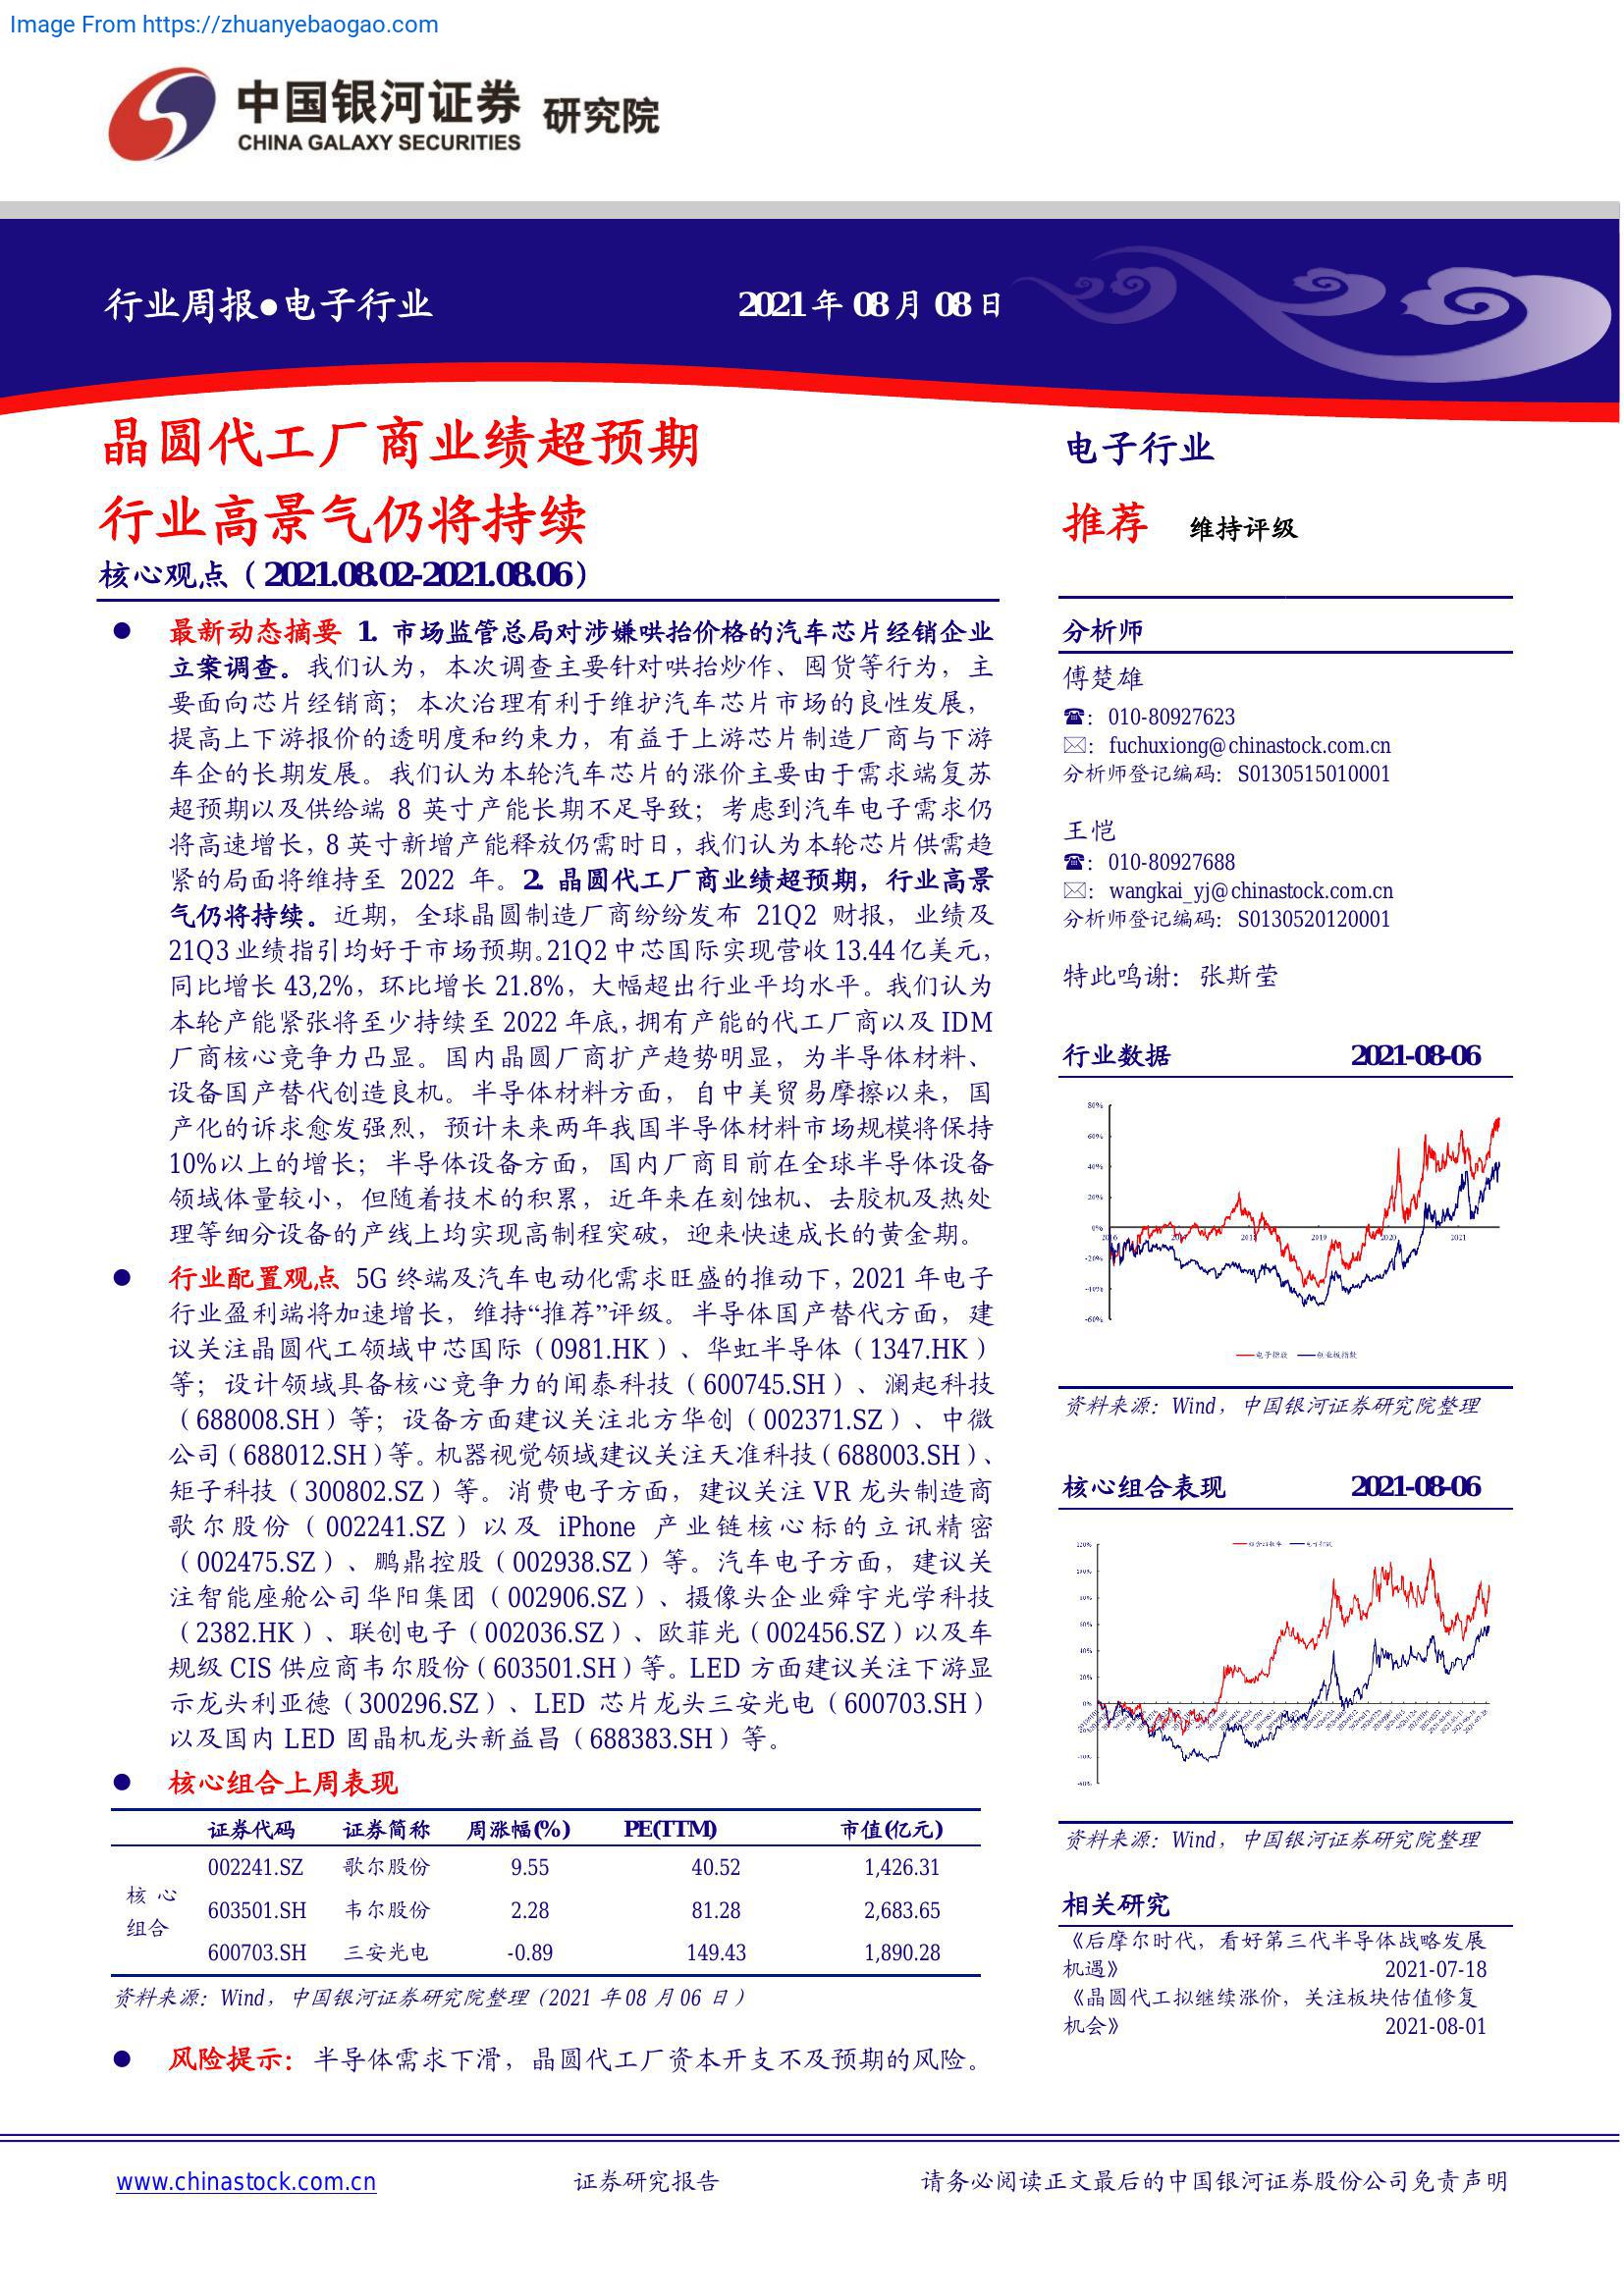 Image From https://zhuanyebaogao.com
中国银河证券 研究院
CHINA GALAXY SECURITIES
行业周报●电子行业
2021 年 08 月 08 日
晶圆代工厂商业绩超预期
行业高景气仍将持续
核心观点（2021.08.02-2021.08.06）
● 最新动态摘要 1. 市场监管总局对涉嫌哄抬价格的汽车芯片经销企业
立案调查。我们认为，本次调查主要针对哄抬炒作、囤货等行为，主
要面向芯片经销商；本次治理有利于维护汽车芯片市场的良性发展，
提高上下游报价的透明度和约束力，有益于上游芯片制造厂商与下游
车企的长期发展。我们认为本轮汽车芯片的涨价主要由于需求端复苏
超预期以及供给端 8 英寸产能长期不足导致；考虑到汽车电子需求仍
将高速增长，8 英寸新增产能释放仍需时日，我们认为本轮芯片供需趋
紧的局面将维持至 2022 年。2. 晶圆代工厂商业绩超预期，行业高景
气仍将持续。近期，全球晶圆制造厂商纷纷发布 21Q2 财报，业绩及
21Q3 业绩指引均好于市场预期。21Q2 中芯国际实现营收 13.44 亿美元，
同比增长 43,2%，环比增长 21.8%，大幅超出行业平均水平。我们认为
本轮产能紧张将至少持续至 2022 年底，拥有产能的代工厂商以及 IDM
厂商核心竞争力凸显。国内晶圆厂商扩产趋势明显，为半导体材料、
设备国产替代创造良机。半导体材料方面，自中美贸易摩擦以来，国
产化的诉求愈发强烈，预计未来两年我国半导体材料市场规模将保持
10%以上的增长；半导体设备方面，国内厂商目前在全球半导体设备
领域体量较小，但随着技术的积累，近年来在刻蚀机、去胶机及热处
理等细分设备的产线上均实现高制程突破，迎来快速成长的黄金期。
● 行业配置观点 5G 终端及汽车电动化需求旺盛的推动下，2021 年电子
行业盈利端将加速增长，维持“推荐”评级。半导体国产替代方面，建
议关注晶圆代工领域中芯国际（0981.HK）、华虹半导体（1347.HK）
等；设计领域具备核心竞争力的闻泰科技（600745.SH）、澜起科技
（688008.SH）等；设备方面建议关注北方华创（002371.SZ）、中微
公司（688012.SH）等。机器视觉领域建议关注天准科技（688003.SH）、
矩子科技（300802.SZ）等。消费电子方面，建议关注 VR 龙头制造商
歌尔股份（002241.SZ）以及 iPhone 产业链核心标的立讯精密
（002475.SZ）、鹏鼎控股（002938.SZ）等。汽车电子方面，建议关
注智能座舱公司华阳集团（002906.SZ）、摄像头企业舜宇光学科技
（2382.HK）、联创电子（002036.SZ）、欧菲光（002456.SZ）以及车
规级 CIS 供应商韦尔股份（603501.SH）等。LED 方面建议关注下游显
示龙头利亚德（300296.SZ）、LED 芯片龙头三安光电（600703.SH）
以及国内 LED 固晶机龙头新益昌（688383.SH）等。
● 核心组合上周表现
证券代码 证券简称 周涨幅(%) PE(TTM) 市值(亿元)
核心组合
002241.SZ 歌尔股份 9.55 40.52 1,426.31
603501.SH 韦尔股份 2.28 81.28 2,683.65
600703.SH 三安光电 -0.89 149.43 1,890.28
资料来源：Wind，中国银河证券研究院整理（2021 年 08 月 06 日）
● 风险提示：半导体需求下滑，晶圆代工厂资本开支不及预期的风险。
电子行业
推荐 维持评级
分析师
傅楚雄
☎：010-80927623
✉：fuchuxiong@chinastock.com.cn
分析师登记编码：S0130515010001
王恺
☎：010-80927688
✉：wangkai_yj@chinastock.com.cn
分析师登记编码：S0130520120001
特此鸣谢：张斯莹
行业数据 2021-08-06
80%
60%
40%
20%
0%
-20%
-40%
-60%
2016 2017 2018 2019 2020 2021
资料来源：Wind，中国银河证券研究院整理
核心组合表现 2021-08-06
120%
100%
80%
60%
40%
20%
0%
资料来源：Wind，中国银河证券研究院整理
相关研究
《后摩尔时代，看好第三代半导体战略发展
机遇》 2021-07-18
《晶圆代工拟继续涨价，关注板块估值修复
机会》 2021-08-01
www.chinastock.com.cn
证券研究报告
请务必阅读正文最后的中国银河证券股份公司免责声明